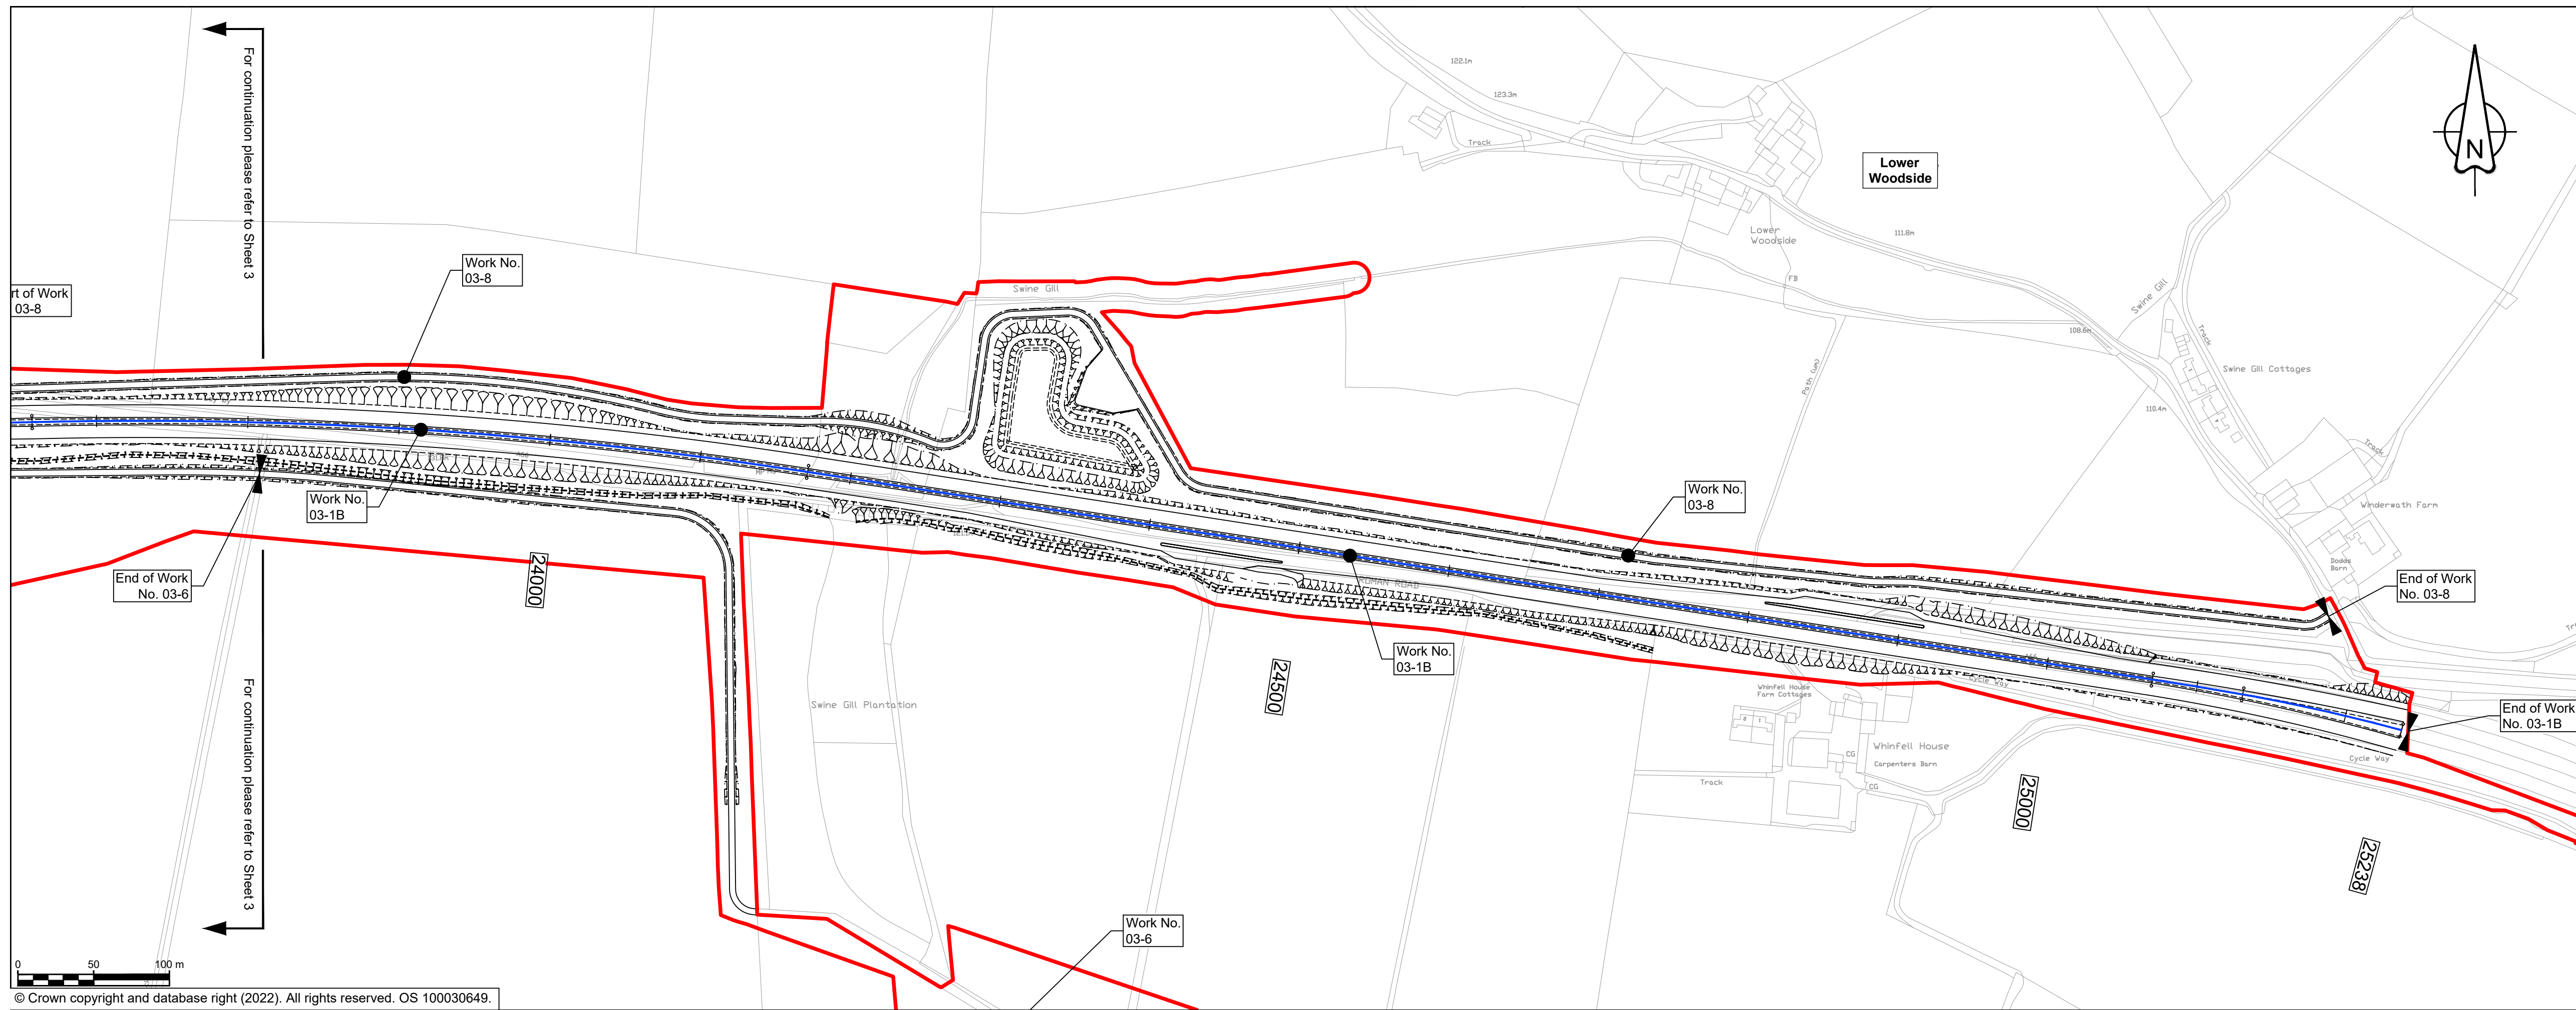 For continuation please refer to Sheet 3
122.1m
123.3m
Track
Lower
Woodside
N
Lower
Woodside
111.8m
FB
Work No.
03-8
rt of Work
03-8
Swine Gill
Swine Gill
Track
108.6m
Swine Gill Cottages
Path (um)
110.4m
Track
Winderwath Farm
Dodds
Barn
Work No.
03-1B
Work No.
03-8
End of Work
No. 03-6
24000
ROMAN ROAD
End of Work
No. 03-8
Work No.
03-1B
24500
A66
A66
Cycle Way
Whinfell House
Farm Cottages
8
1
Swine Gill Plantation
For continuation please refer to Sheet 3
Whinfell House
CG
Carpenters Barn
Track
CG
25000
End of Work
No. 03-1B
Cycle Way
25238
Work No.
03-6
0 50 100 m
© Crown copyright and database right (2022). All rights reserved. OS 100030649.